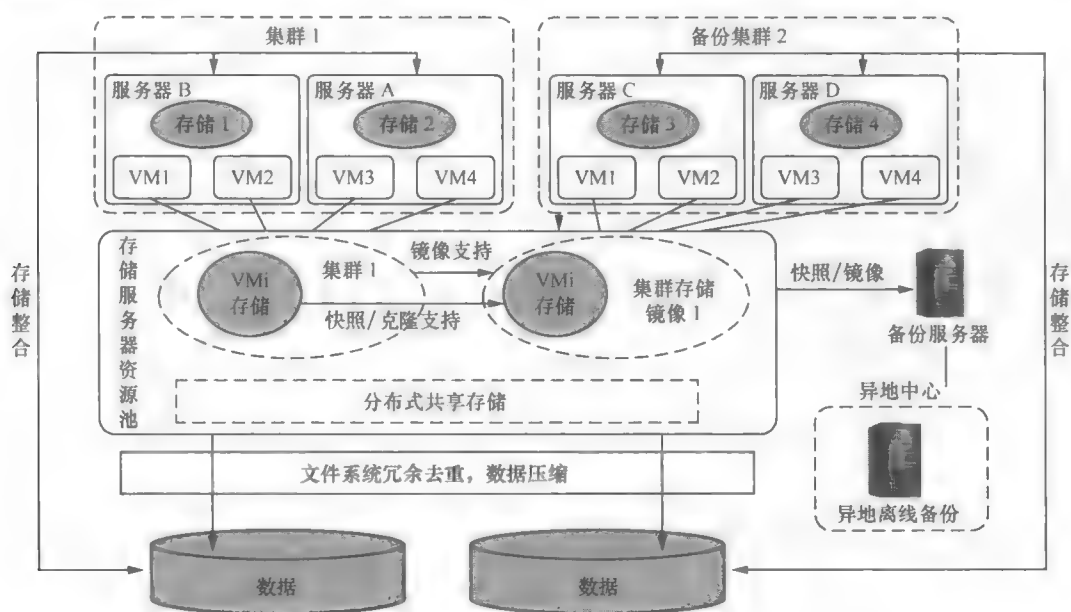 集群 1
备份集群 2
服务器 B
服务器 A
服务器 C
服务器 D
存储 1
存储 2
存储 3
存储 4
VM1
VM2
VM3
VM4
VM1
VM2
VM3
VM4
存储整合
存储服务器资源池
集群 1
镜像支持
VMi
存储
VMi
存储
快照/克隆支持
集群存储
镜像 1
快照/镜像
备份服务器
存储整合
分布式共享存储
异地中心
异地离线备份
文件系统冗余去重，数据压缩
数据
数据